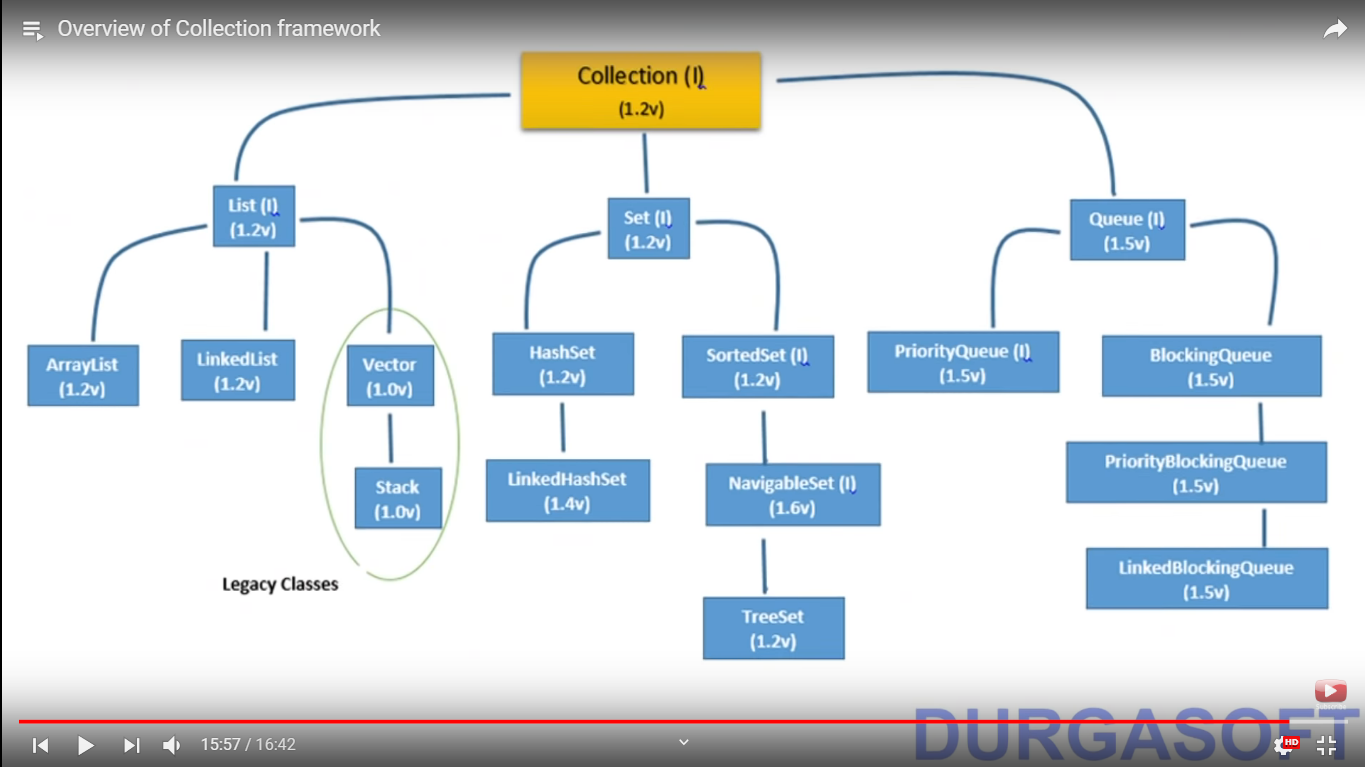 Overview of Collection framework
Collection (I)
(1.2v)
List (I)
(1.2v)
Set (I)
(1.2v)
Queue (I)
(1.5v)
ArrayList
(1.2v)
LinkedList
(1.2v)
Vector
(1.0v)
HashSet
(1.2v)
SortedSet (I)
(1.2v)
PriorityQueue (I)
(1.5v)
BlockingQueue
(1.5v)
Stack
(1.0v)
LinkedHashSet
(1.4v)
NavigableSet (I)
(1.6v)
PriorityBlockingQueue
(1.5v)
Legacy Classes
LinkedBlockingQueue
(1.5v)
TreeSet
(1.2v)
DURGASOFT
15:57 / 16:42
HD